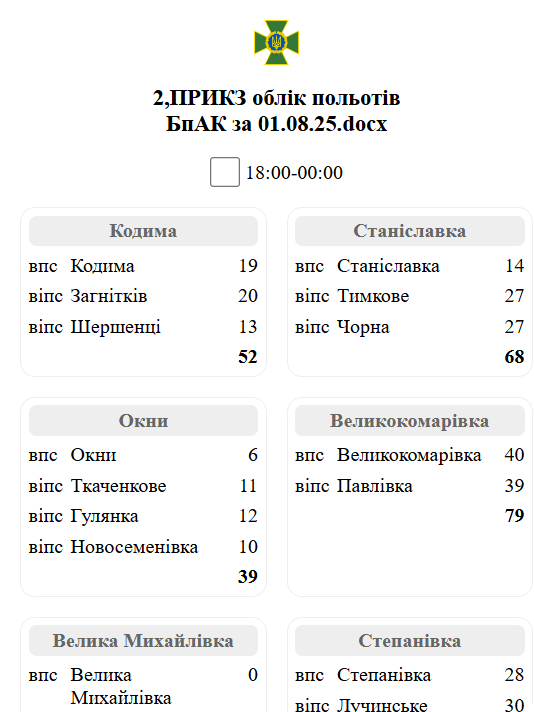 2,ПРИКЗ облік польотів
БпАК за 01.08.25.docx
18:00-00:00
Кодима
впс Кодима 19
віпс Загнітків 20
віпс Шершенці 13
52
Станіславка
впс Станіславка 14
віпс Тимкове 27
віпс Чорна 27
68
Окни
впс Окни 6
віпс Ткаченкове 11
віпс Гулянка 12
віпс Новосеменівка 10
39
Великокомарівка
впс Великокомарівка 40
віпс Павлівка 39
79
Велика Михайлівка
впс Велика 0
Михайлівка
Степанівка
впс Степанівка 28
віпс Лучинське 30